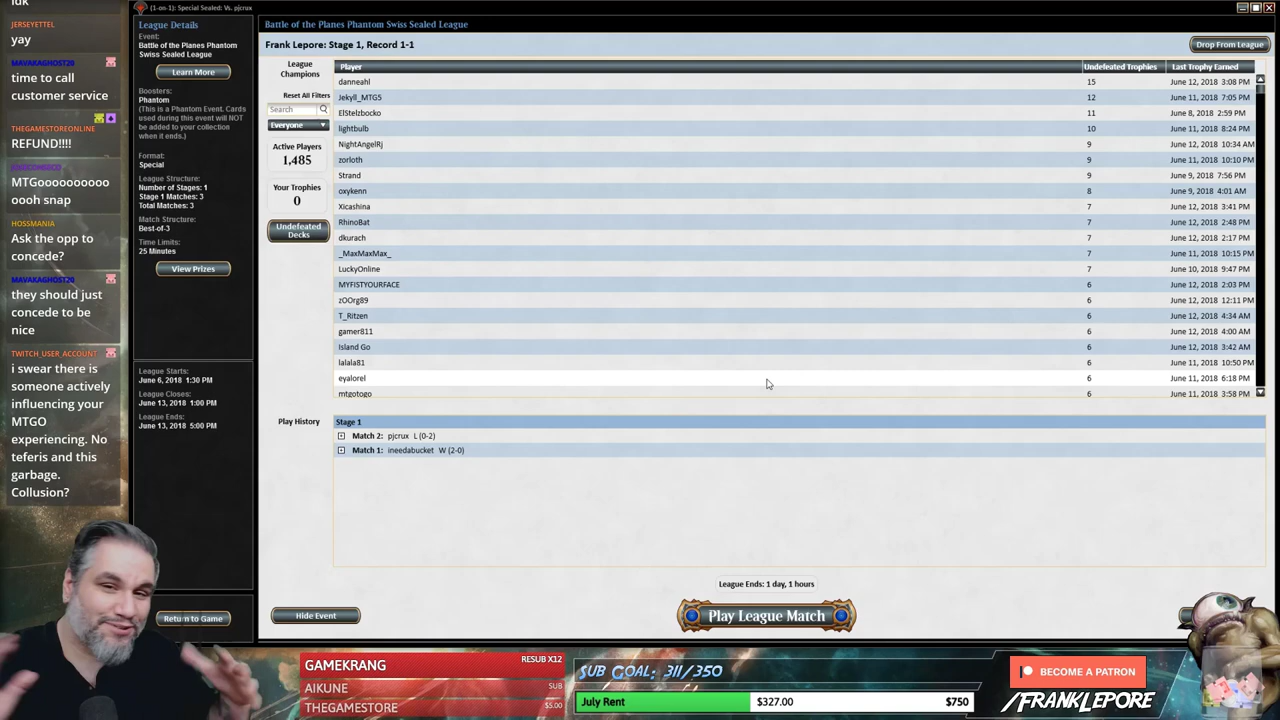 idk
JERSEYETTEL
yay
MAVAKAGHOST20
time to call
customer service
THEGAMESTOREONLINE
REFUND!!!!
MTGOoooooooooo
oooh snap
HOSSMANIA
Ask the opp to
concede?
MAVAKAGHOST20
they should just
concede to be
nice
TWITCH_USER_ACCOUNT
i swear there is
someone actively
influencing your
MTGO
experiencing. No
teferis and this
garbage.
Collusion?
(1-on-1): Special Sealed: Vs. pjcrux
League Details
Event:
Battle of the Planes Phantom
Swiss Sealed League
Learn More
Boosters:
Phantom
(This is a Phantom Event. Cards
used during this event will NOT
be added to your collection
when it ends.)
Format:
Special
League Structure:
Number of Stages: 1
Stage 1 Matches: 3
Total Matches: 3
Match Structure:
Best-of-3
Time Limits:
25 Minutes
View Prizes
League Starts:
June 6, 2018 1:30 PM
League Closes:
June 13, 2018 1:00 PM
League Ends:
June 13, 2018 5:00 PM
Return to Game
Battle of the Planes Phantom Swiss Sealed League
Frank Lepore: Stage 1, Record 1-1
Drop From League
League
Champions
Reset All Filters
Search
Everyone
Active Players
1,485
Your Trophies
0
Undefeated
Decks
Player Undefeated Trophies Last Trophy Earned
danneahl 15 June 12, 2018 3:08 PM
Jekyll_MTG5 12 June 11, 2018 7:05 PM
ElStelzbocko 11 June 8, 2018 2:59 PM
lightbulb 10 June 11, 2018 8:24 PM
NightAngelRj 9 June 12, 2018 10:34 AM
zorloth 9 June 11, 2018 10:10 PM
Strand 9 June 9, 2018 7:56 PM
oxykenn 8 June 9, 2018 4:01 AM
Xicashina 7 June 12, 2018 3:41 PM
RhinoBat 7 June 12, 2018 2:48 PM
dkurach 7 June 12, 2018 2:17 PM
_MaxMaxMax_ 7 June 11, 2018 10:15 PM
LuckyOnline 7 June 10, 2018 9:47 PM
MYFISTYOURFACE 6 June 12, 2018 2:03 PM
zOOrg89 6 June 12, 2018 12:11 PM
T_Ritzen 6 June 12, 2018 4:34 AM
gamer811 6 June 12, 2018 4:00 AM
Island Go 6 June 12, 2018 3:42 AM
lalala81 6 June 11, 2018 10:50 PM
eyalorel 6 June 11, 2018 6:18 PM
mtgotogo 6 June 11, 2018 3:58 PM
Play History
Stage 1
Match 2: pjcrux L (0-2)
Match 1: ineedabucket W (2-0)
League Ends: 1 day, 1 hours
Hide Event
Play League Match
GAMEKRANG RESUB X12
AIKUNE SUB
THEGAMESTORE $5.00
SUB GOAL: 311/350
July Rent $327.00 $750
BECOME A PATRON
/FRANKLEPORE